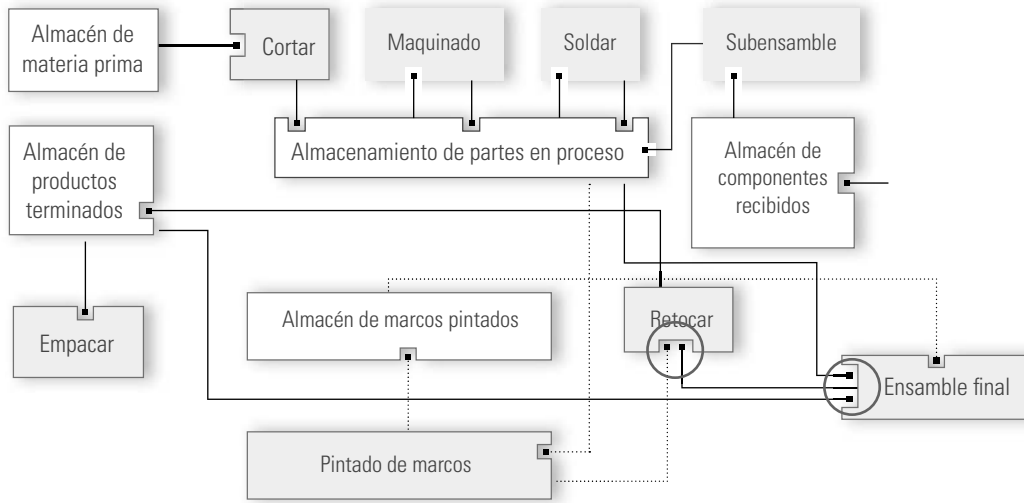 Almacén de
materia prima
Cortar
Maquinado
Soldar
Subensamble
Almacén de
productos
terminados
Almacenamiento de partes en proceso
Almacén de
componentes
recibidos
Empacar
Almacén de marcos pintados
Retocar
Ensamble final
Pintado de marcos